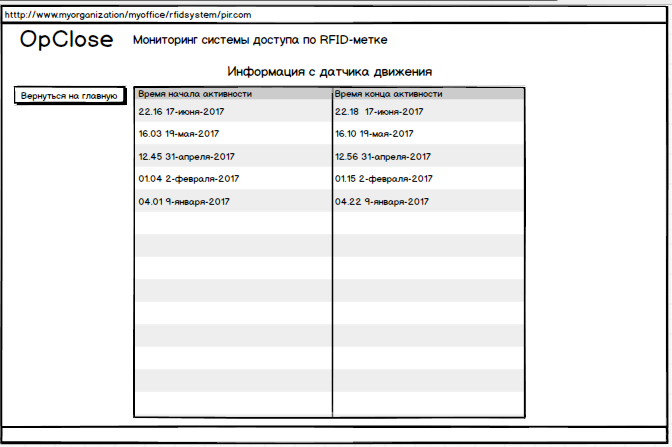 htttp://www.myorganization/myoffice/rfidsystem/pir.com
OpClose Мониторинг системы доступа по RFID-метке
Информация с датчика движения
Вернуться на главную
Время начала активности Время конца активности
22.16 17-июня-2017 22.18 17-июня-2017
16.03 19-мая-2017 16.10 19-мая-2017
12.45 31-апреля-2017 12.56 31-апреля-2017
01.04 2-февраля-2017 01.15 2-февраля-2017
04.01 9-января-2017 04.22 9-января-2017